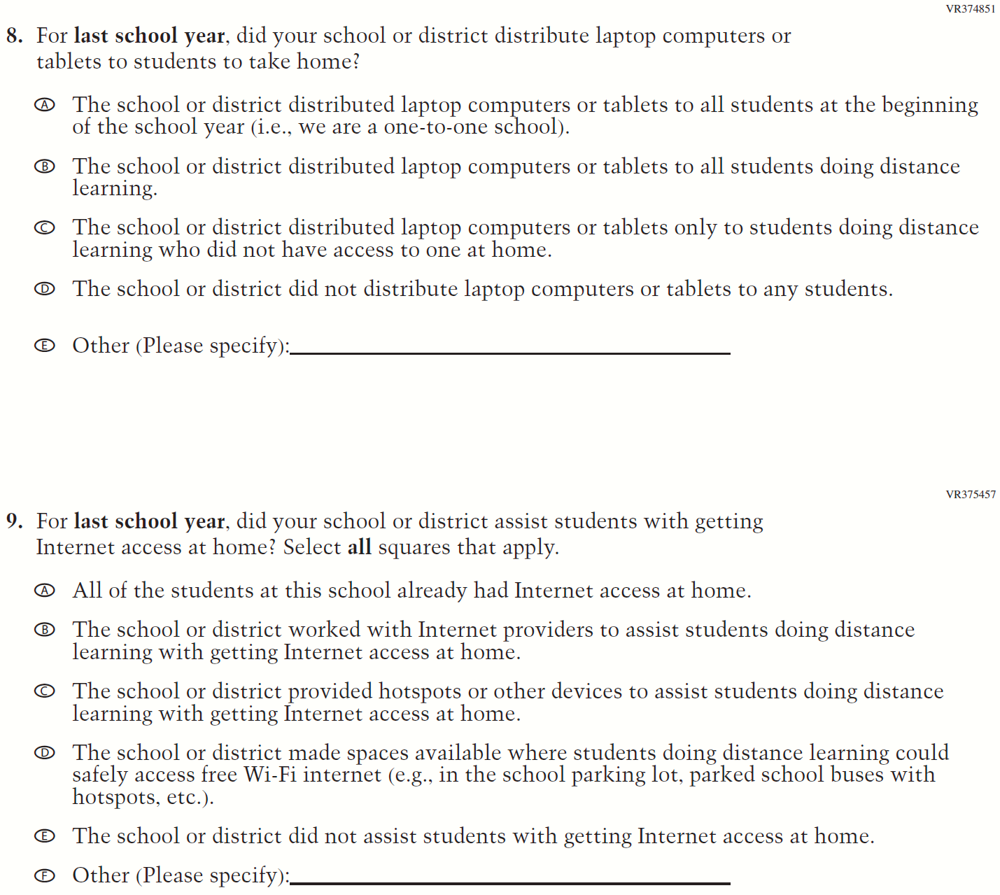 VR374851
8. For last school year, did your school or district distribute laptop computers or
tablets to students to take home?
A The school or district distributed laptop computers or tablets to all students at the beginning
of the school year (i.e., we are a one-to-one school).
B The school or district distributed laptop computers or tablets to all students doing distance
learning.
C The school or district distributed laptop computers or tablets only to students doing distance
learning who did not have access to one at home.
D The school or district did not distribute laptop computers or tablets to any students.
E Other (Please specify):
VR375457
9. For last school year, did your school or district assist students with getting
Internet access at home? Select all squares that apply.
A All of the students at this school already had Internet access at home.
B The school or district worked with Internet providers to assist students doing distance
learning with getting Internet access at home.
C The school or district provided hotspots or other devices to assist students doing distance
learning with getting Internet access at home.
D The school or district made spaces available where students doing distance learning could
safely access free Wi-Fi internet (e.g., in the school parking lot, parked school buses with
hotspots, etc.).
E The school or district did not assist students with getting Internet access at home.
F Other (Please specify):